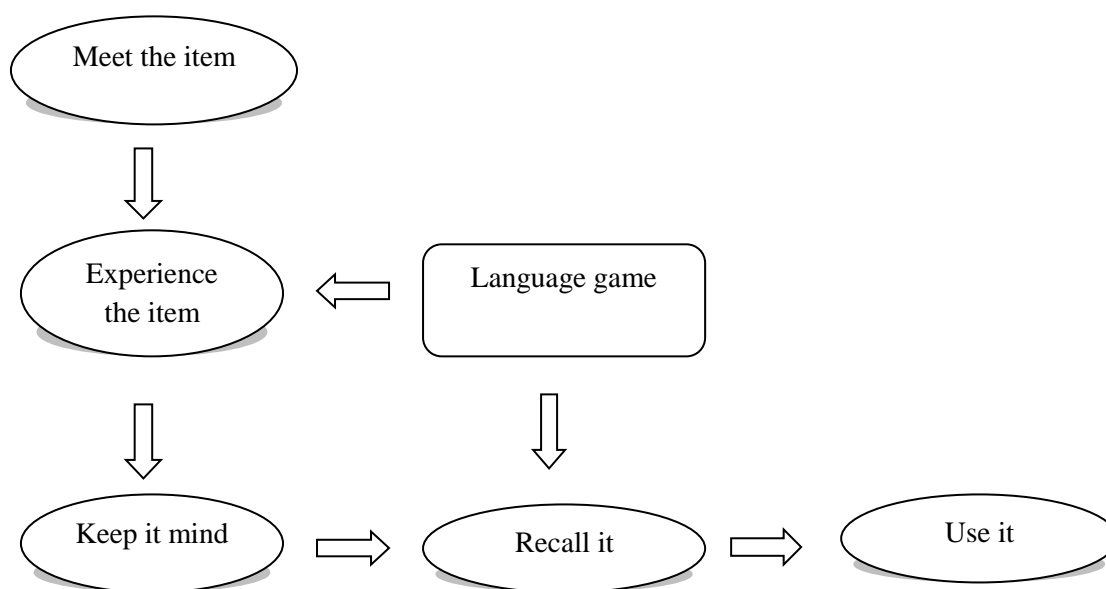 Meet the item
Experience
the item
Language game
Keep it mind
Recall it
Use it